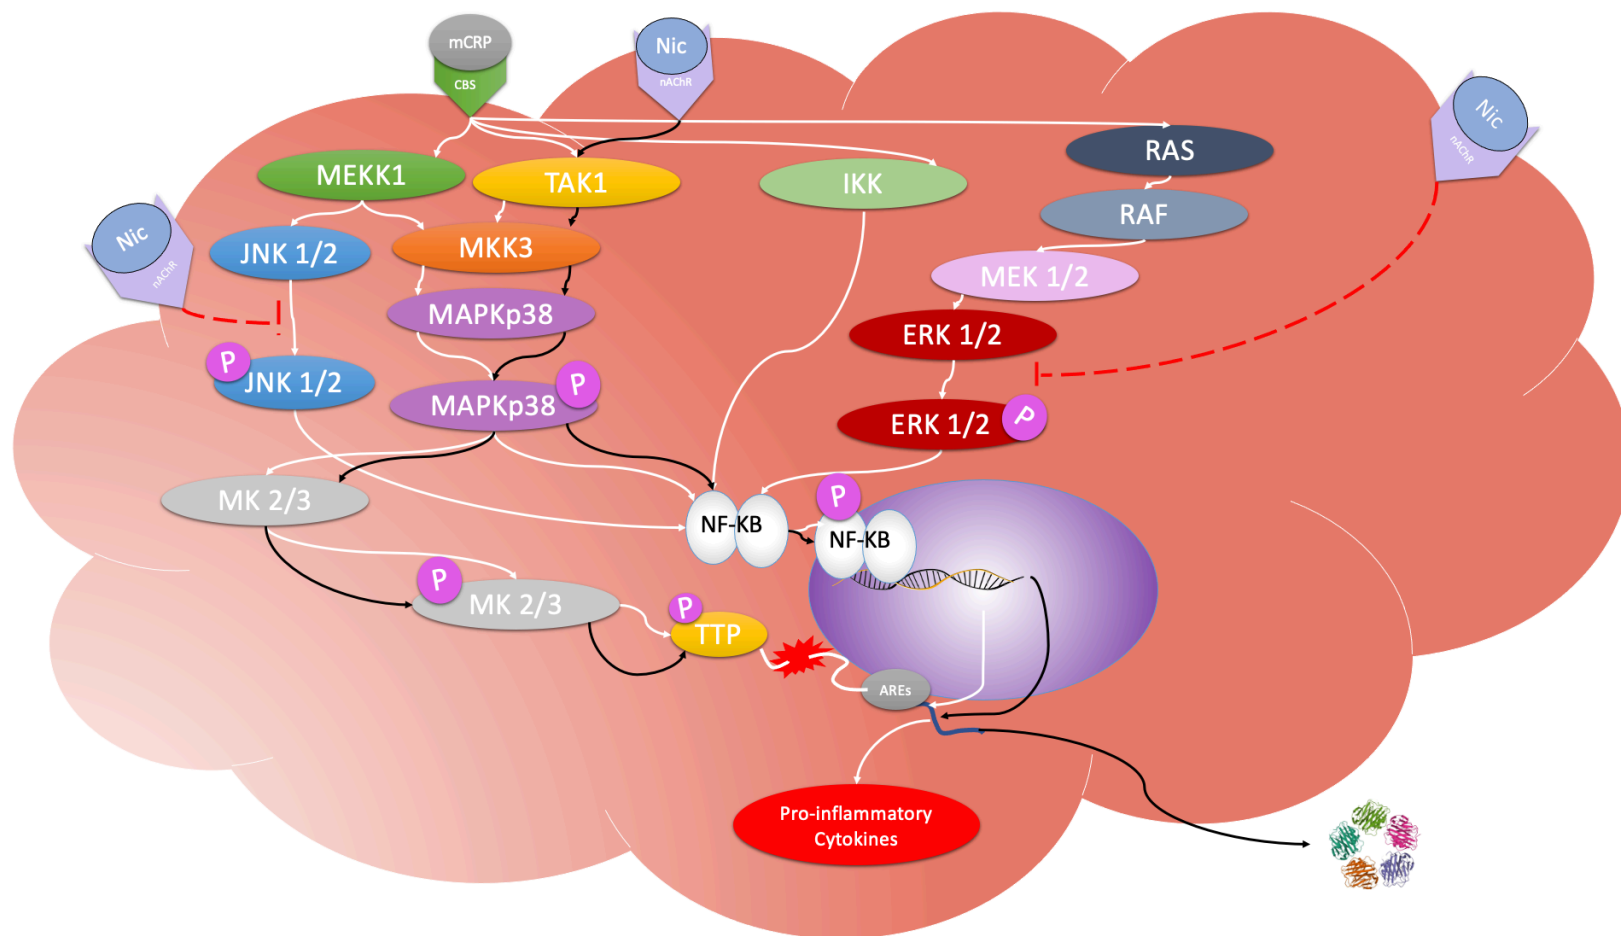 mCRP
CBS
Nic
nAChR
Nic
nAChR
RAS
MEKK1
TAK1
IKK
RAF
Nic
nAChR
JNK 1/2
MKK3
MEK 1/2
MAPKp38
ERK 1/2
P
JNK 1/2
MAPKp38
P
ERK 1/2
P
MK 2/3
NF-KB
P
NF-KB
P
MK 2/3
P
TTP
AREs
Pro-inflammatory
Cytokines